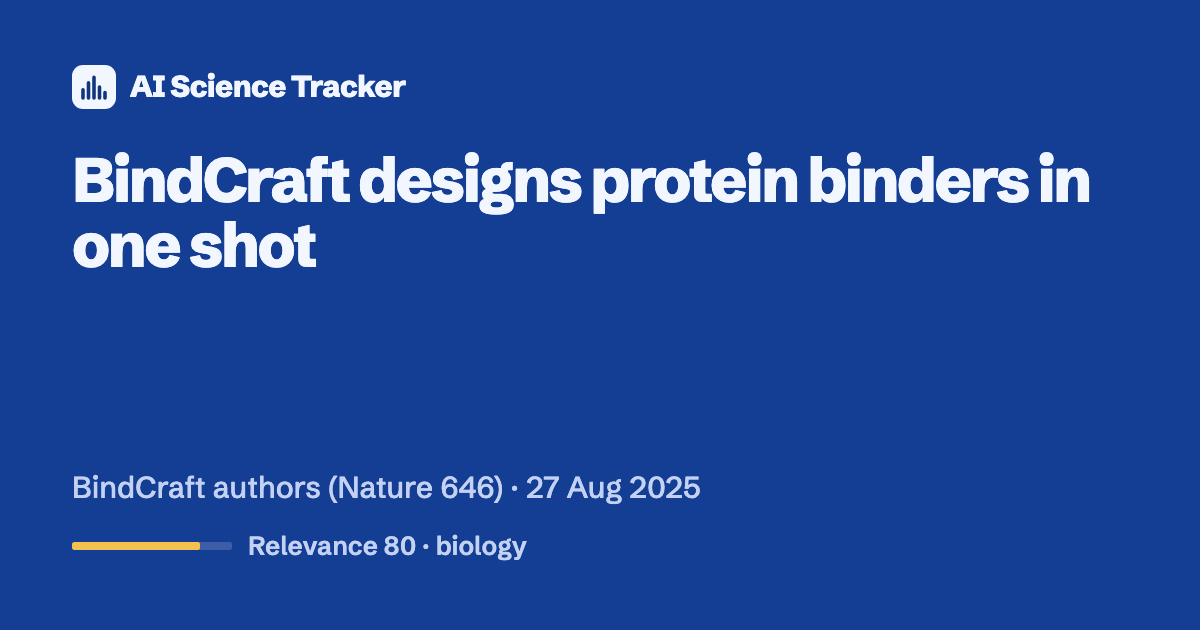 AI Science Tracker
BindCraft designs protein binders in
one shot
BindCraft authors (Nature 646) · 27 Aug 2025
Relevance 80 · biology